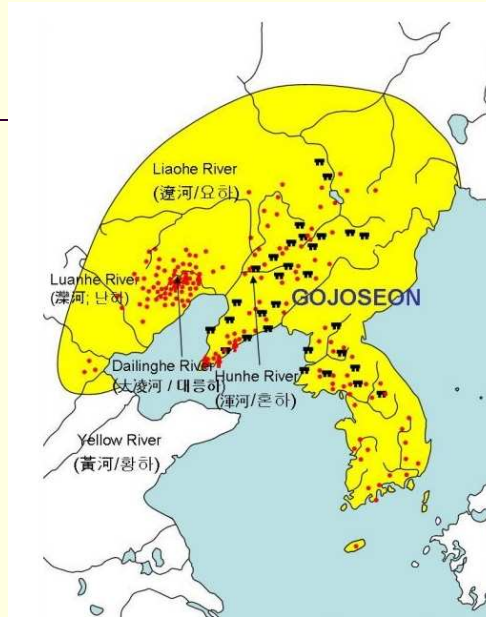 Liaohe River
(遼河/요하)
Luanhe River
(灤河; 난하)
GOJOSEON
Dailinghe River
(大凌河 / 대릉하)
Hunhe River
(渾河/혼하)
Yellow River
(黃河/황하)